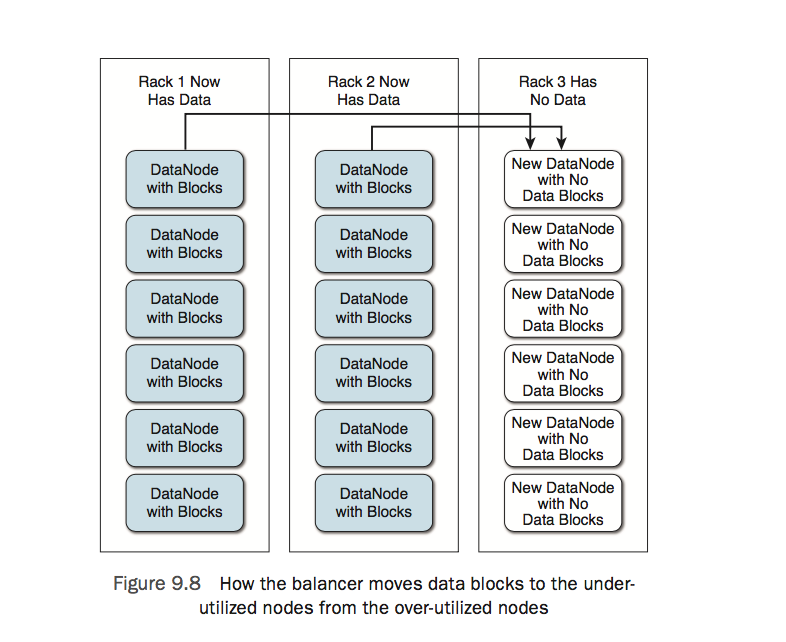 Rack 1 Now
Has Data
Rack 2 Now
Has Data
Rack 3 Has
No Data
DataNode
with Blocks
DataNode
with Blocks
DataNode
with Blocks
DataNode
with Blocks
DataNode
with Blocks
DataNode
with Blocks
DataNode
with Blocks
DataNode
with Blocks
DataNode
with Blocks
DataNode
with Blocks
DataNode
with Blocks
DataNode
with Blocks
New DataNode
with No
Data Blocks
New DataNode
with No
Data Blocks
New DataNode
with No
Data Blocks
New DataNode
with No
Data Blocks
New DataNode
with No
Data Blocks
New DataNode
with No
Data Blocks
Figure 9.8 How the balancer moves data blocks to the under-
utilized nodes from the over-utilized nodes